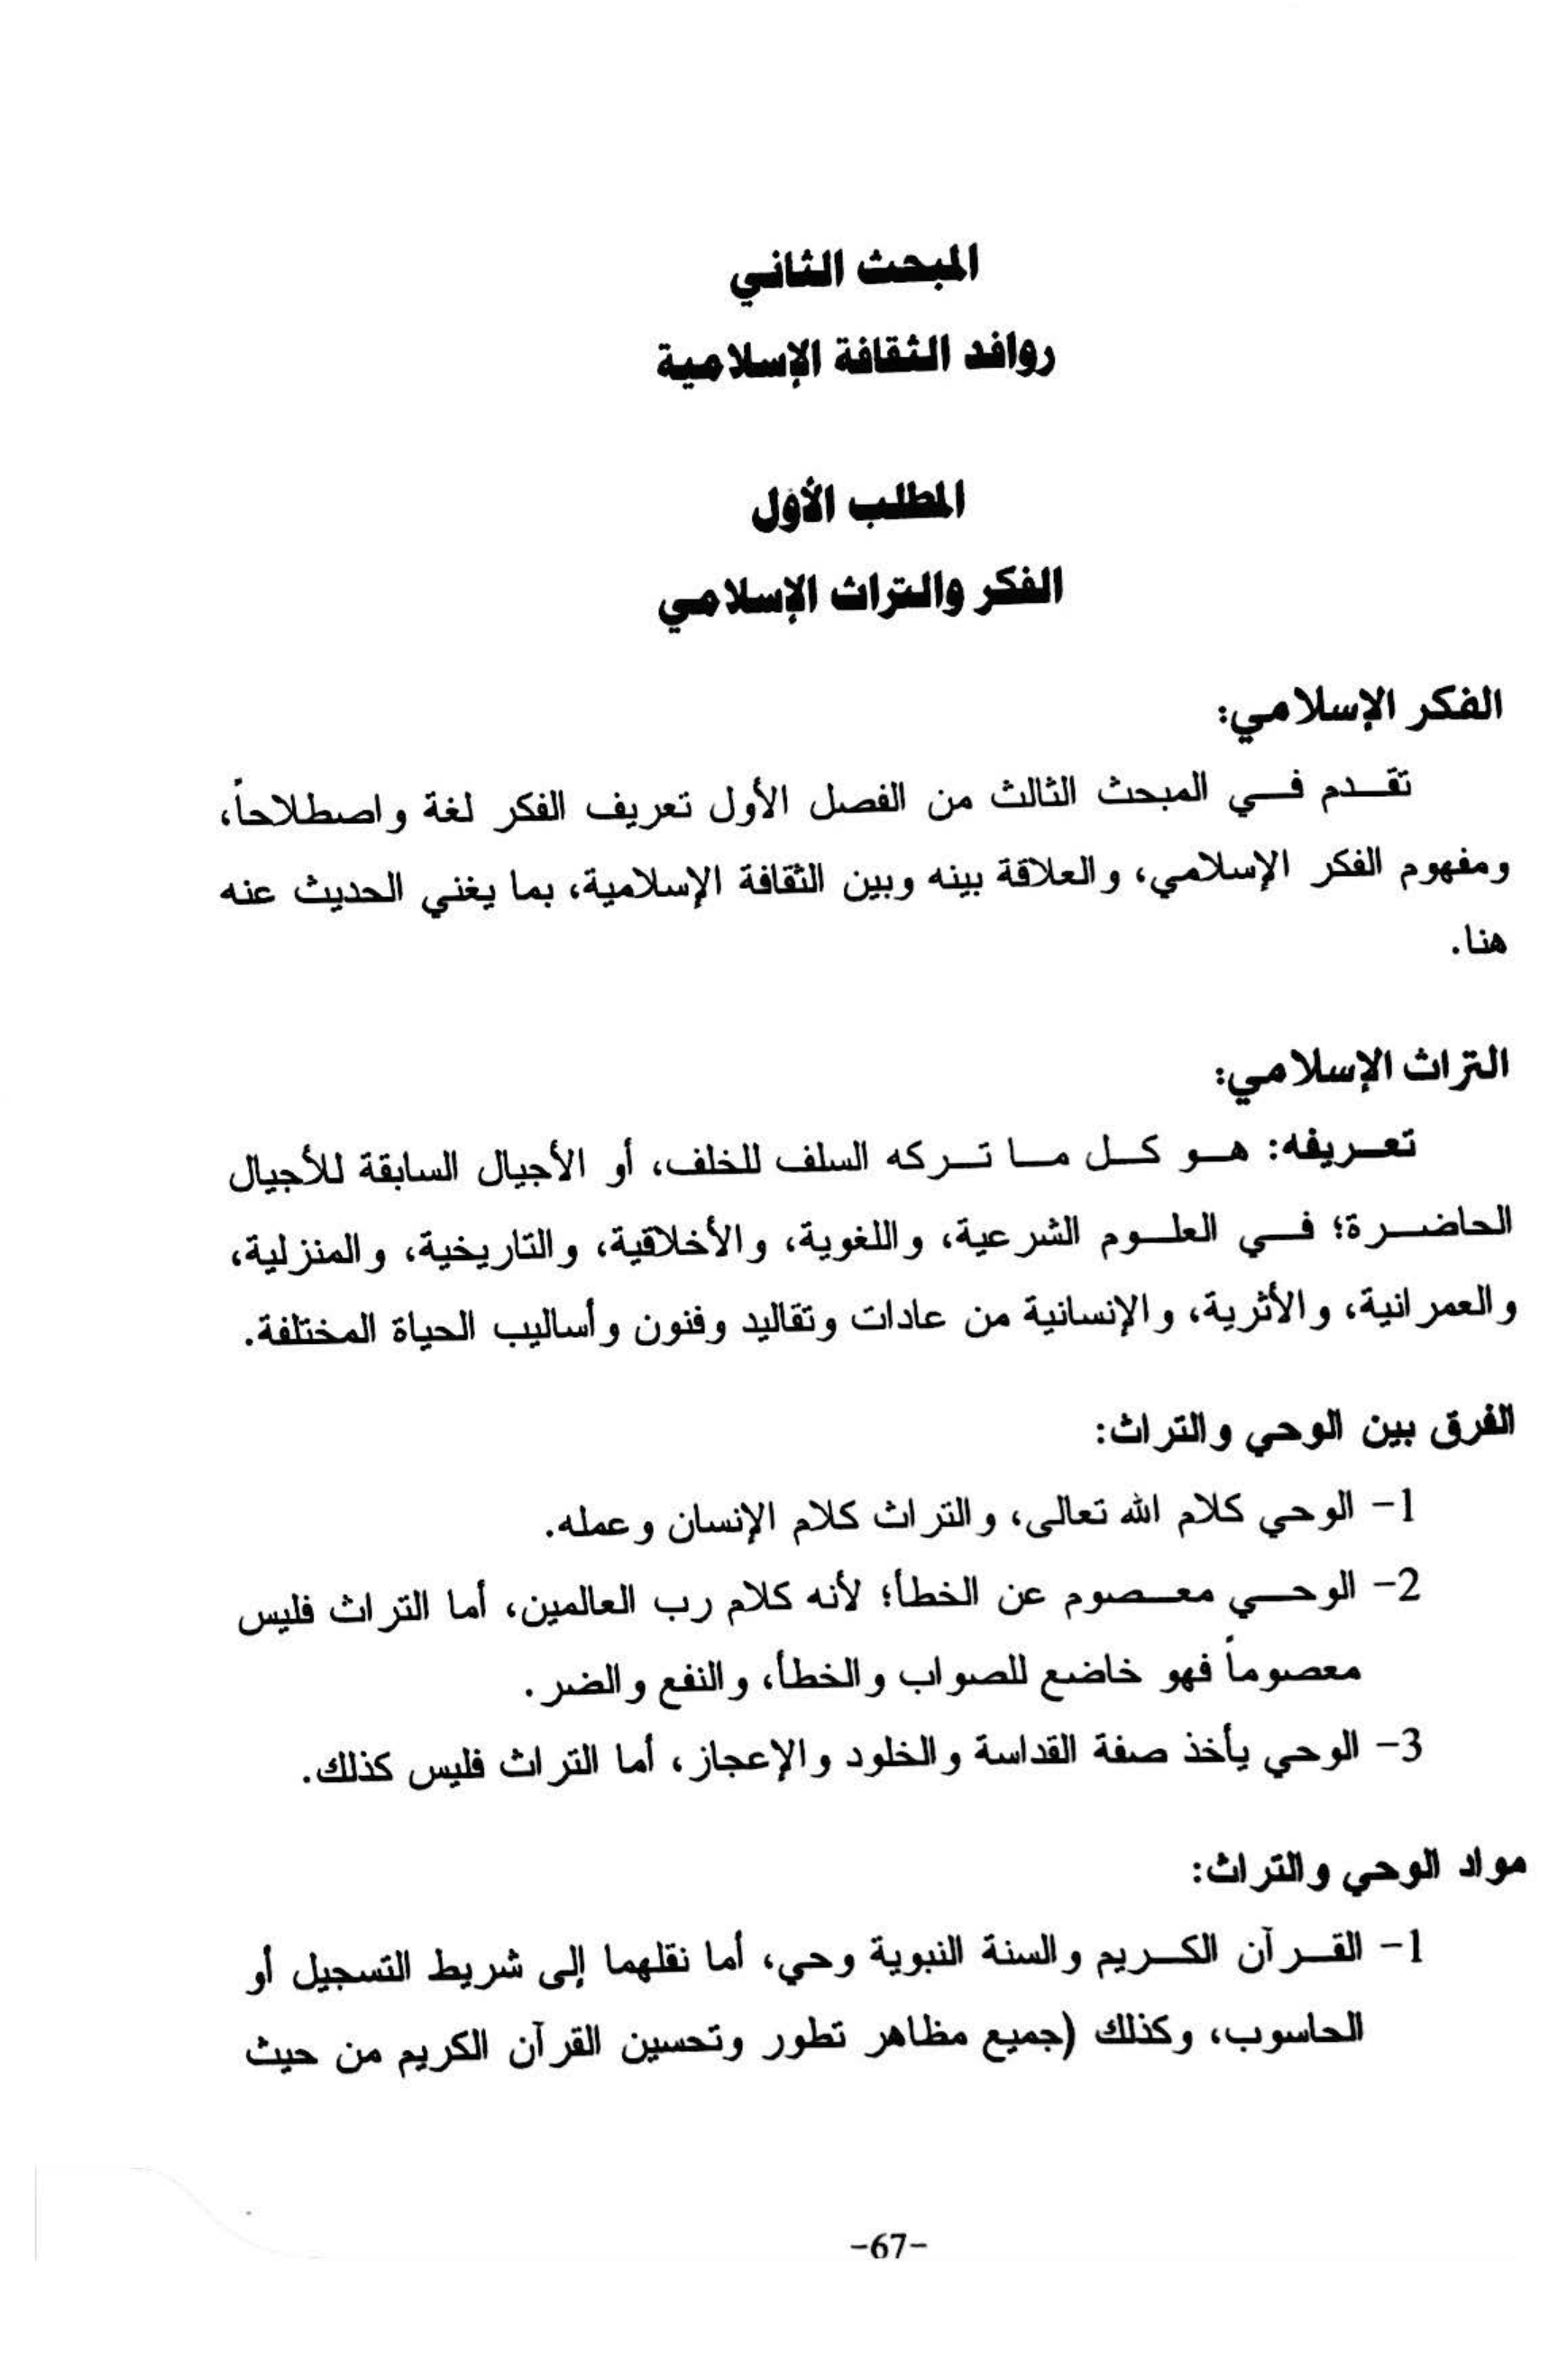 المبحث الثاني
روافد الثقافة الإسلامية
المطلب الأول
الفكر والتراث الإسلامي
الفكر الإسلامي:
تقدم في المبحث الثالث من الفصل الأول تعريف الفكر لغة واصطلاحاً،
ومفهوم الفكر الإسلامي، والعلاقة بينه وبين الثقافة الإسلامية، بما يغني الحديث عنه
هنا.
التراث الإسلامي:
تعريفه: هو كل ما تركه السلف للخلف، أو الأجيال السابقة للأجيال
الحاضرة؛ في العلوم الشرعية، واللغوية، والأخلاقية، والتاريخية، والمنزلية،
والعمرانية، والأثرية، والإنسانية من عادات وتقاليد وفنون وأساليب الحياة المختلفة.
الفرق بين الوحي والتراث:
1- الوحي كلام الله تعالى، والتراث كلام الإنسان وعمله.
2- الوحي معصوم عن الخطأ؛ لأنه كلام رب العالمين، أما التراث فليس
معصوماً فهو خاضع للصواب والخطأ، والنفع والضر.
3- الوحي يأخذ صفة القداسة والخلود والإعجاز، أما التراث فليس كذلك.
مواد الوحي والتراث:
1- القرآن الكريم والسنة النبوية وحي، أما نقلهما إلى شريط التسجيل أو
الحاسوب، وكذلك (جميع مظاهر تطور وتحسين القرآن الكريم من حيث
-67-